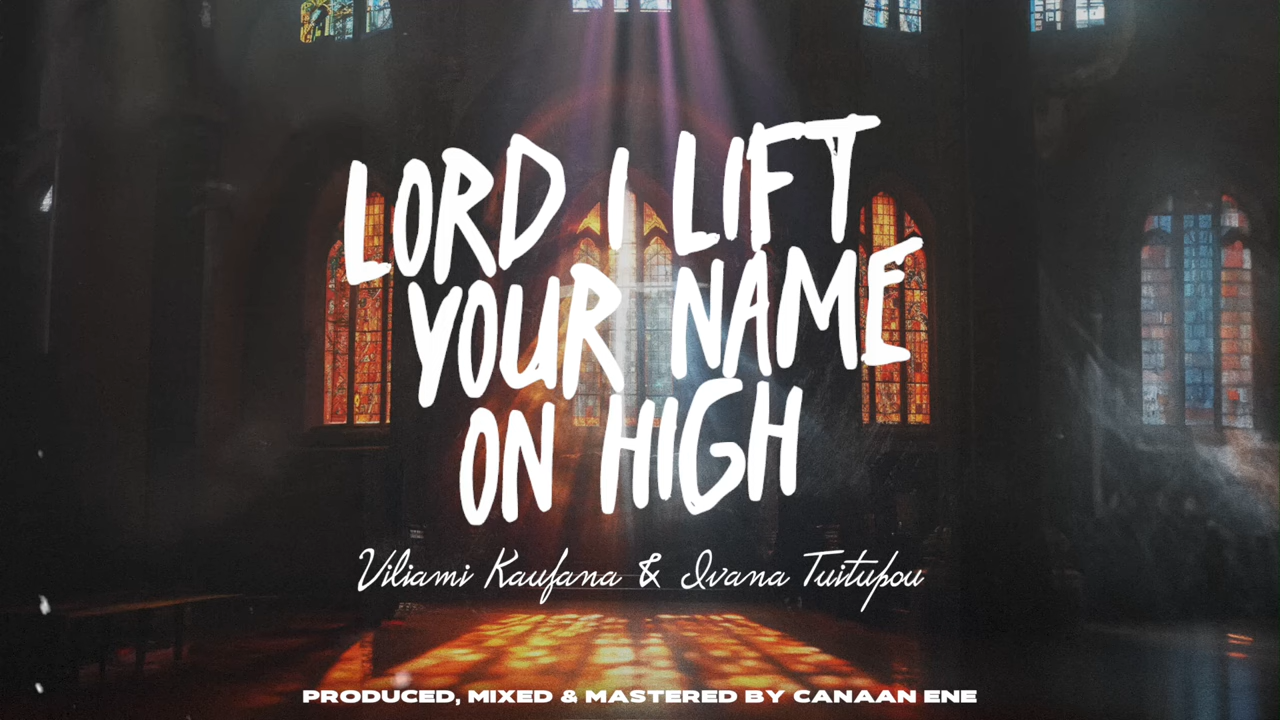 LORD I LIFT
YOUR NAME
ON HIGH
Viliami Kaufana & Ivana Tuitupou
PRODUCED, MIXED & MASTERED BY CANAAN ENE